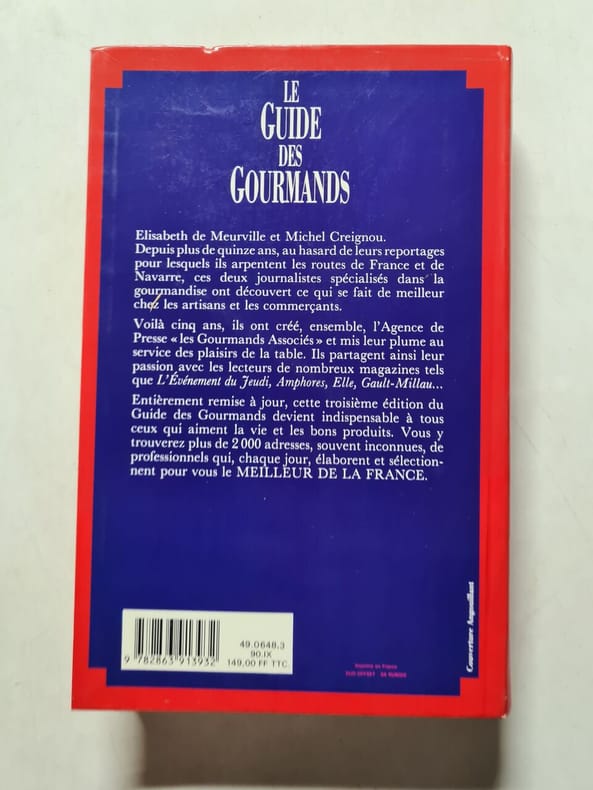 LE
GUIDE
DES
GOURMANDS
Elisabeth de Meurville et Michel Creignou.
Depuis plus de quinze ans, au hasard de leurs reportages
pour lesquels ils arpentent les routes de France et de
Navarre, ces deux journalistes spécialisés dans la
gourmandise ont découvert ce qui se fait de meilleur
chez les artisans et les commerçants.
Voilà cinq ans, ils ont créé, ensemble, l'Agence de
Presse « les Gourmands Associés » et mis leur plume au
service des plaisirs de la table. Ils partagent ainsi leur
passion avec les lecteurs de nombreux magazines tels
que L'Événement du Jeudi, Amphores, Elle, Gault-Millau...
Entièrement remise à jour, cette troisième édition du
Guide des Gourmands devient indispensable à tous
ceux qui aiment la vie et les bons produits. Vous y
trouverez plus de 2 000 adresses, souvent inconnues, de
professionnels qui, chaque jour, élaborent et sélection-
nent pour vous le MEILLEUR DE LA FRANCE.
49.0648.3
90.IX
149,00 FF TTC.
9 782863 913932
Imprimé en France
Couverture Angouillant